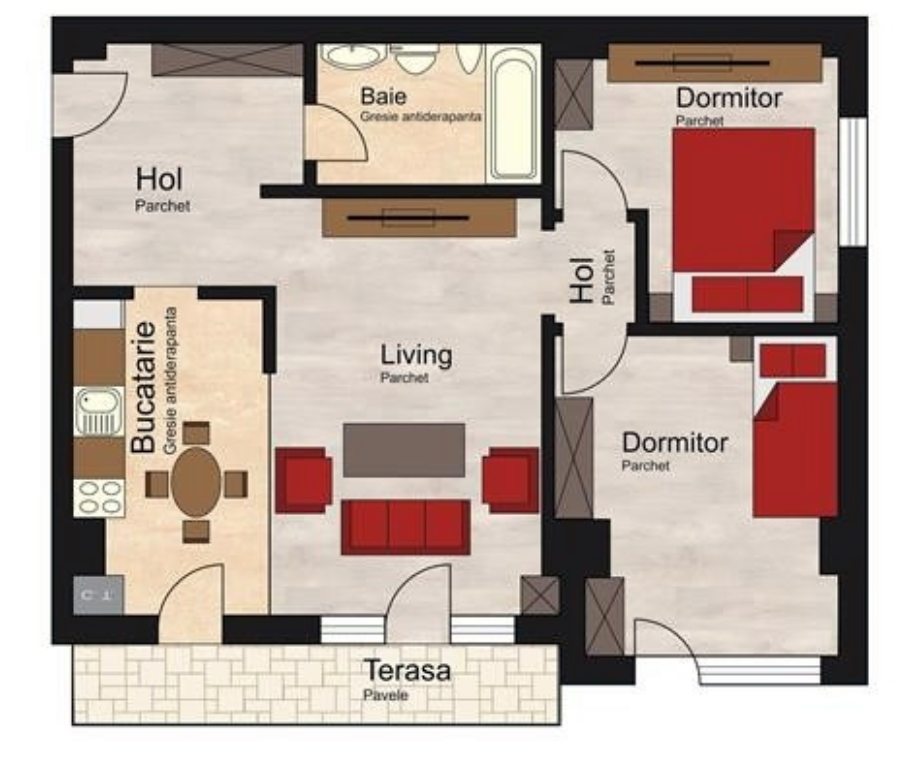 Baie
Gresie antiderapanta
Dormitor
Parchet
Hol
Parchet
Hol
Parchet
Bucatarie
Gresie antiderapanta
Living
Parchet
Dormitor
Parchet
Terasa
Pavele